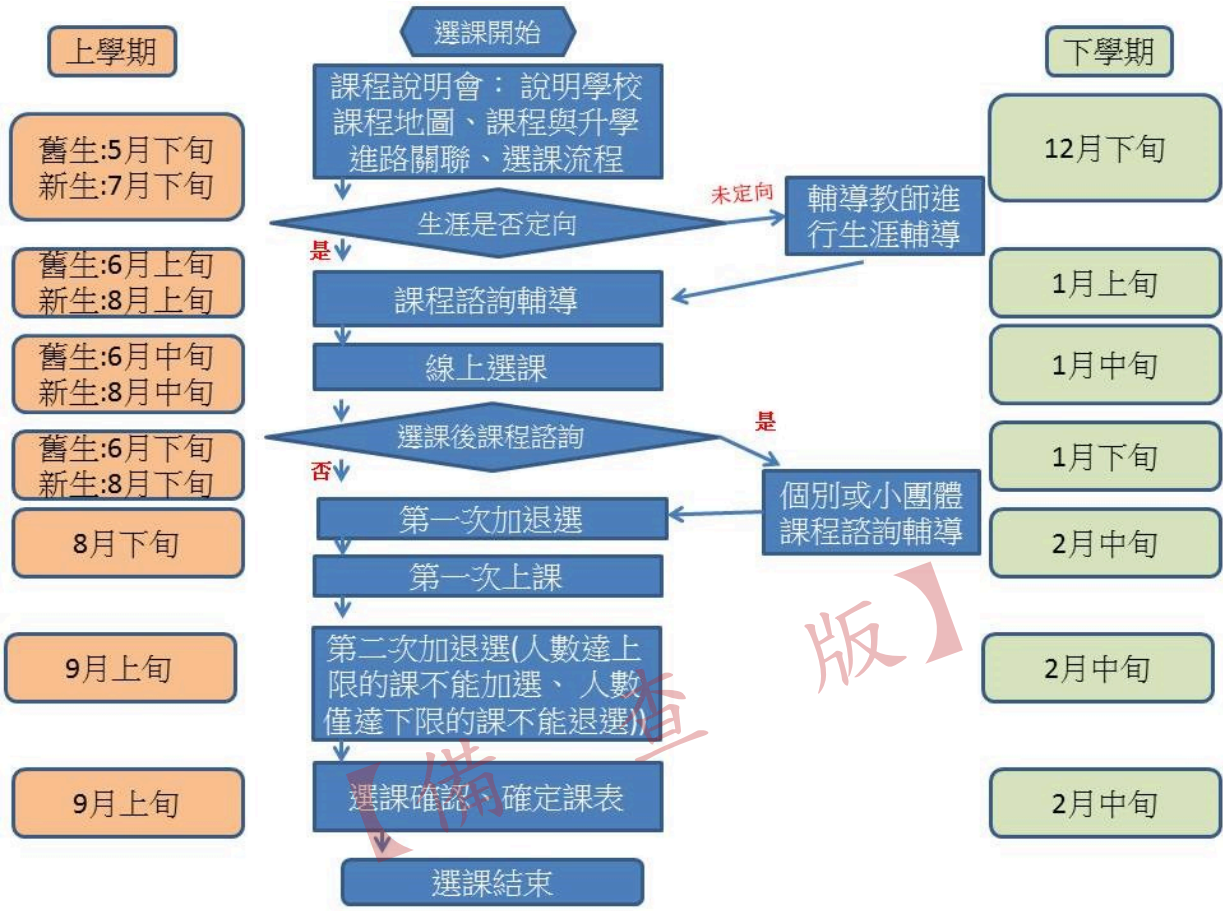 選課開始
上學期
下學期
課程說明會： 說明學校
課程地圖、課程與升學
進路關聯、選課流程
舊生:5月下旬
新生:7月下旬
12月下旬
生涯是否定向
未定向
輔導教師進
行生涯輔導
是
舊生:6月上旬
新生:8月上旬
課程諮詢輔導
1月上旬
舊生:6月中旬
新生:8月中旬
線上選課
1月中旬
選課後課程諮詢
是
舊生:6月下旬
新生:8月下旬
否
1月下旬
個別或小團體
課程諮詢輔導
8月下旬
第一次加退選
2月中旬
第一次上課
9月上旬
第二次加退選(人數達上
限的課不能加選、 人數
僅達下限的課不能退選))
2月中旬
9月上旬
選課確認、確定課表
2月中旬
選課結束
【備查版】